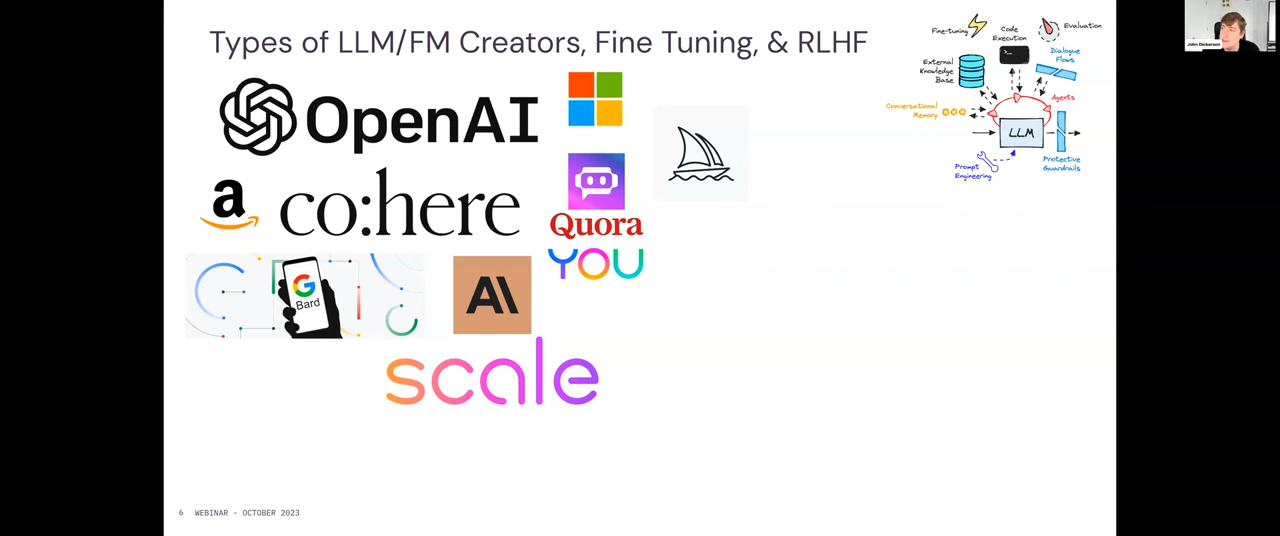 Types of LLM/FM Creators, Fine Tuning, & RLHF
OpenAI
a
co:here
Quora
YOU
G
Bard
A\
scale
Fine-tuning
Code
Execution
>_
Evaluation
External
Knowledge
Base
Dialogue
Flows
Conversational
Memory
Agents
LLM
Prompt
Engineering
Protective
Guardrails
John Dickerson
6 WEBINAR - OCTOBER 2023